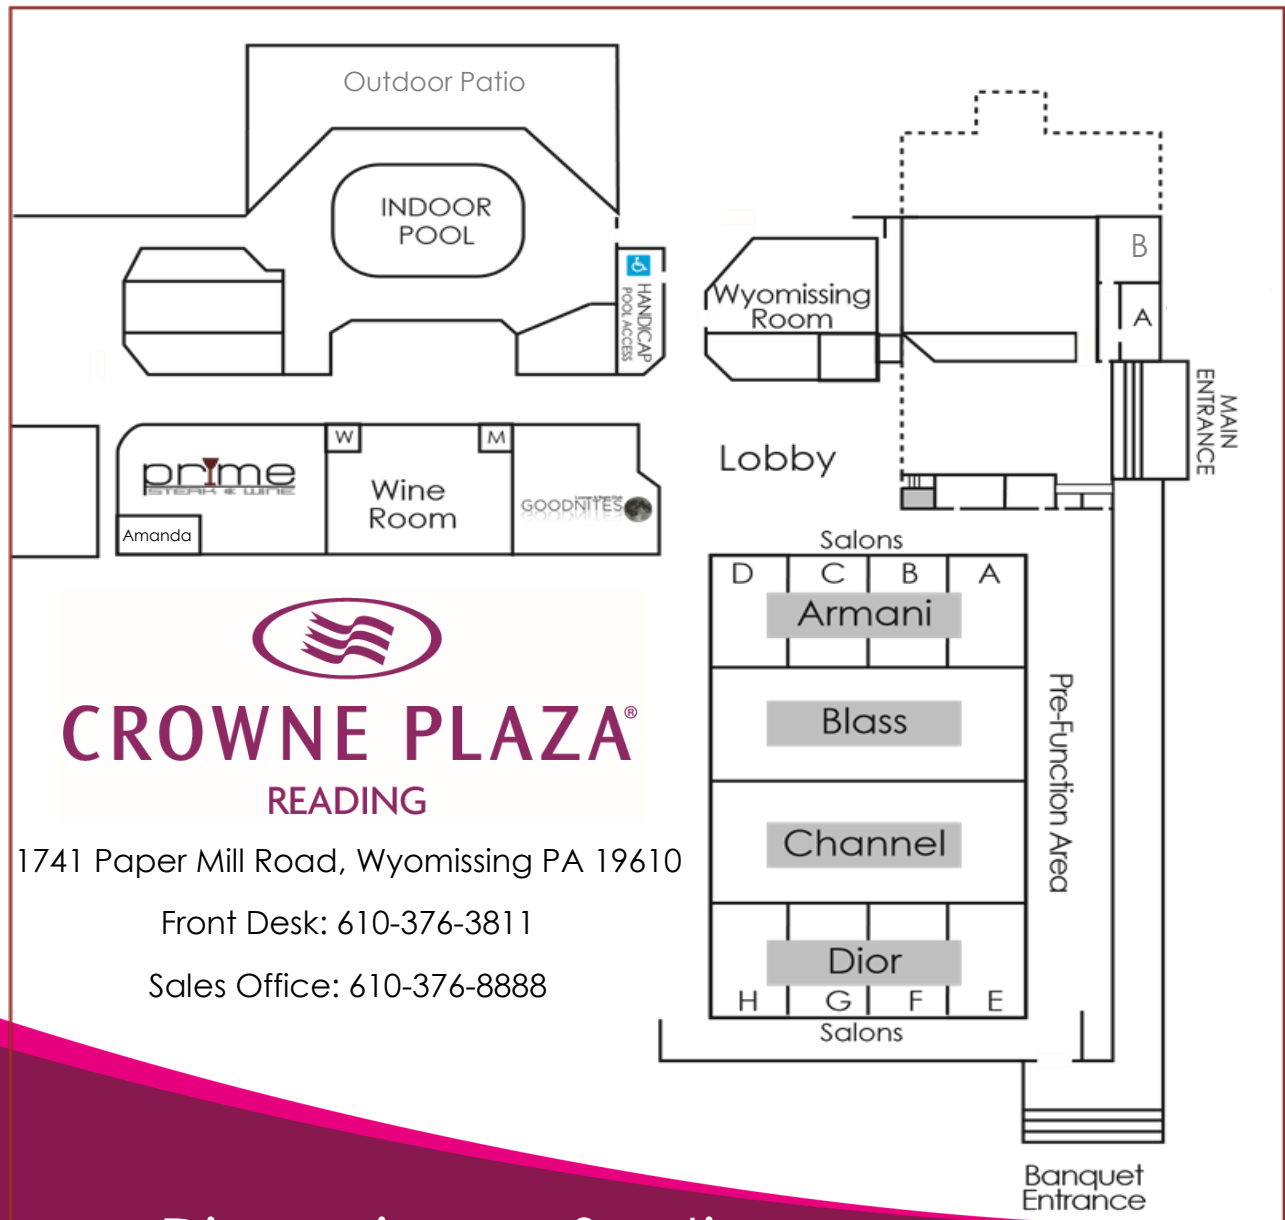 Outdoor Patio
INDOOR
POOL
HANDICAP
POOL ACCESS
Wyomissing
Room
B
A
MAIN
ENTRANCE
W
M
prime
STEAK & WINE
Amanda
Wine
Room
GOODNITES
Lobby
Salons
D C B A
Armani
Blass
Channel
Dior
H G F E
Salons
Pre-Function Area
Banquet
Entrance
CROWNE PLAZA®
READING
1741 Paper Mill Road, Wyomissing PA 19610
Front Desk: 610-376-3811
Sales Office: 610-376-8888